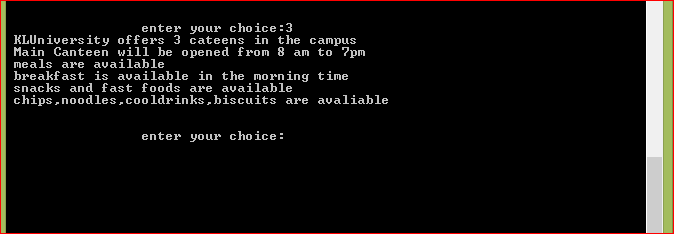 enter your choice:3
KLUniversity offers 3 cateens in the campus
Main Canteen will be opened from 8 am to 7pm
meals are available
breakfast is available in the morning time
snacks and fast foods are available
chips,noodles,cooldrinks,biscuits are avaliable
enter your choice: